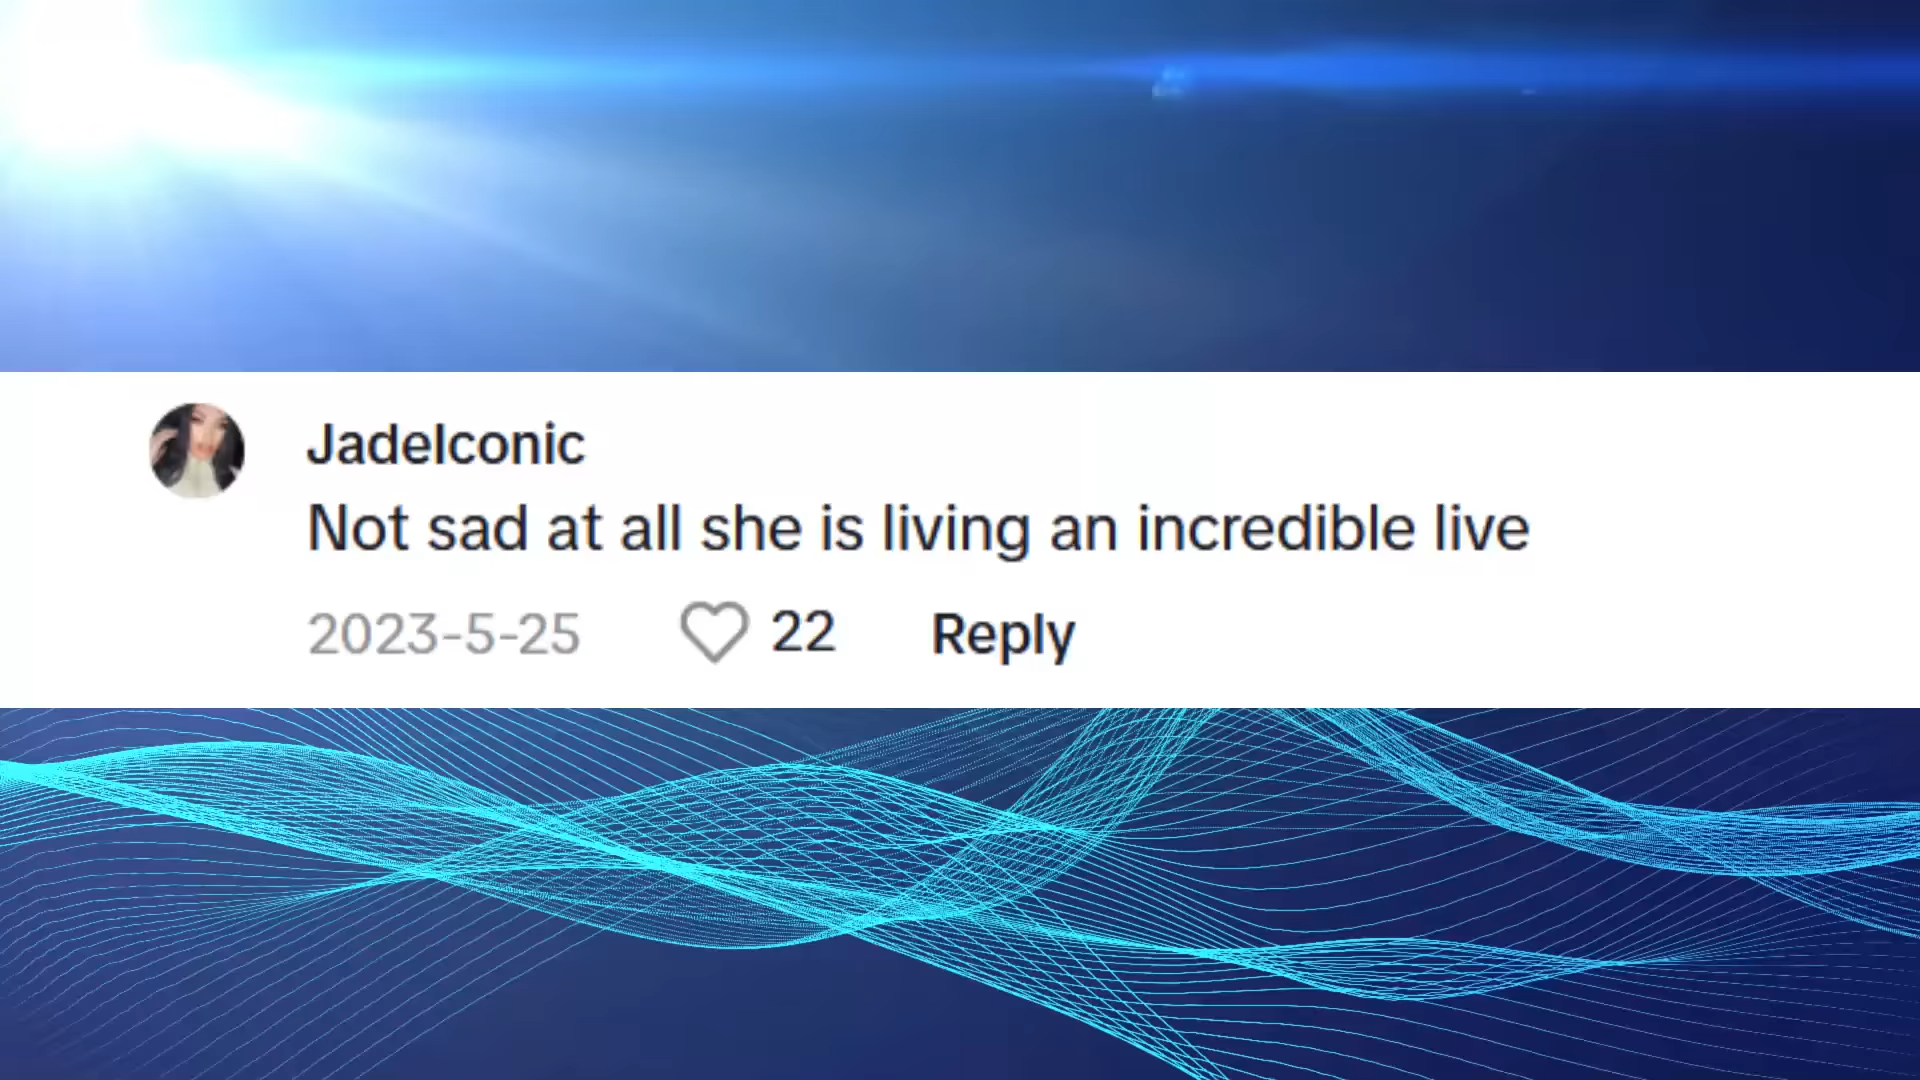 JadeIconic
Not sad at all she is living an incredible live
2023-5-25 22 Reply